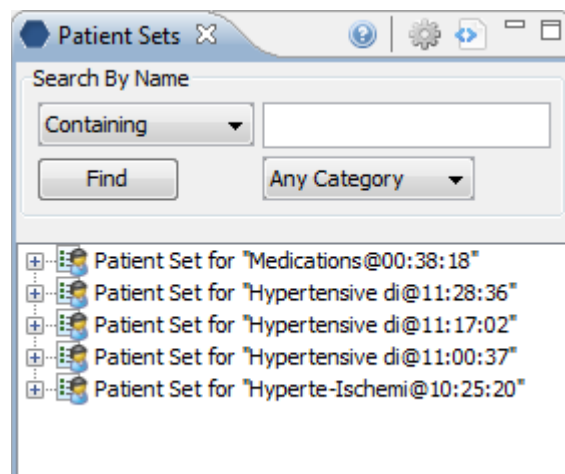 Patient Sets
Search By Name
Containing
Find Any Category
Patient Set for "Medications@00:38:18"
Patient Set for "Hypertensive di@11:28:36"
Patient Set for "Hypertensive di@11:17:02"
Patient Set for "Hypertensive di@11:00:37"
Patient Set for "Hyperte-Ischemi@10:25:20"